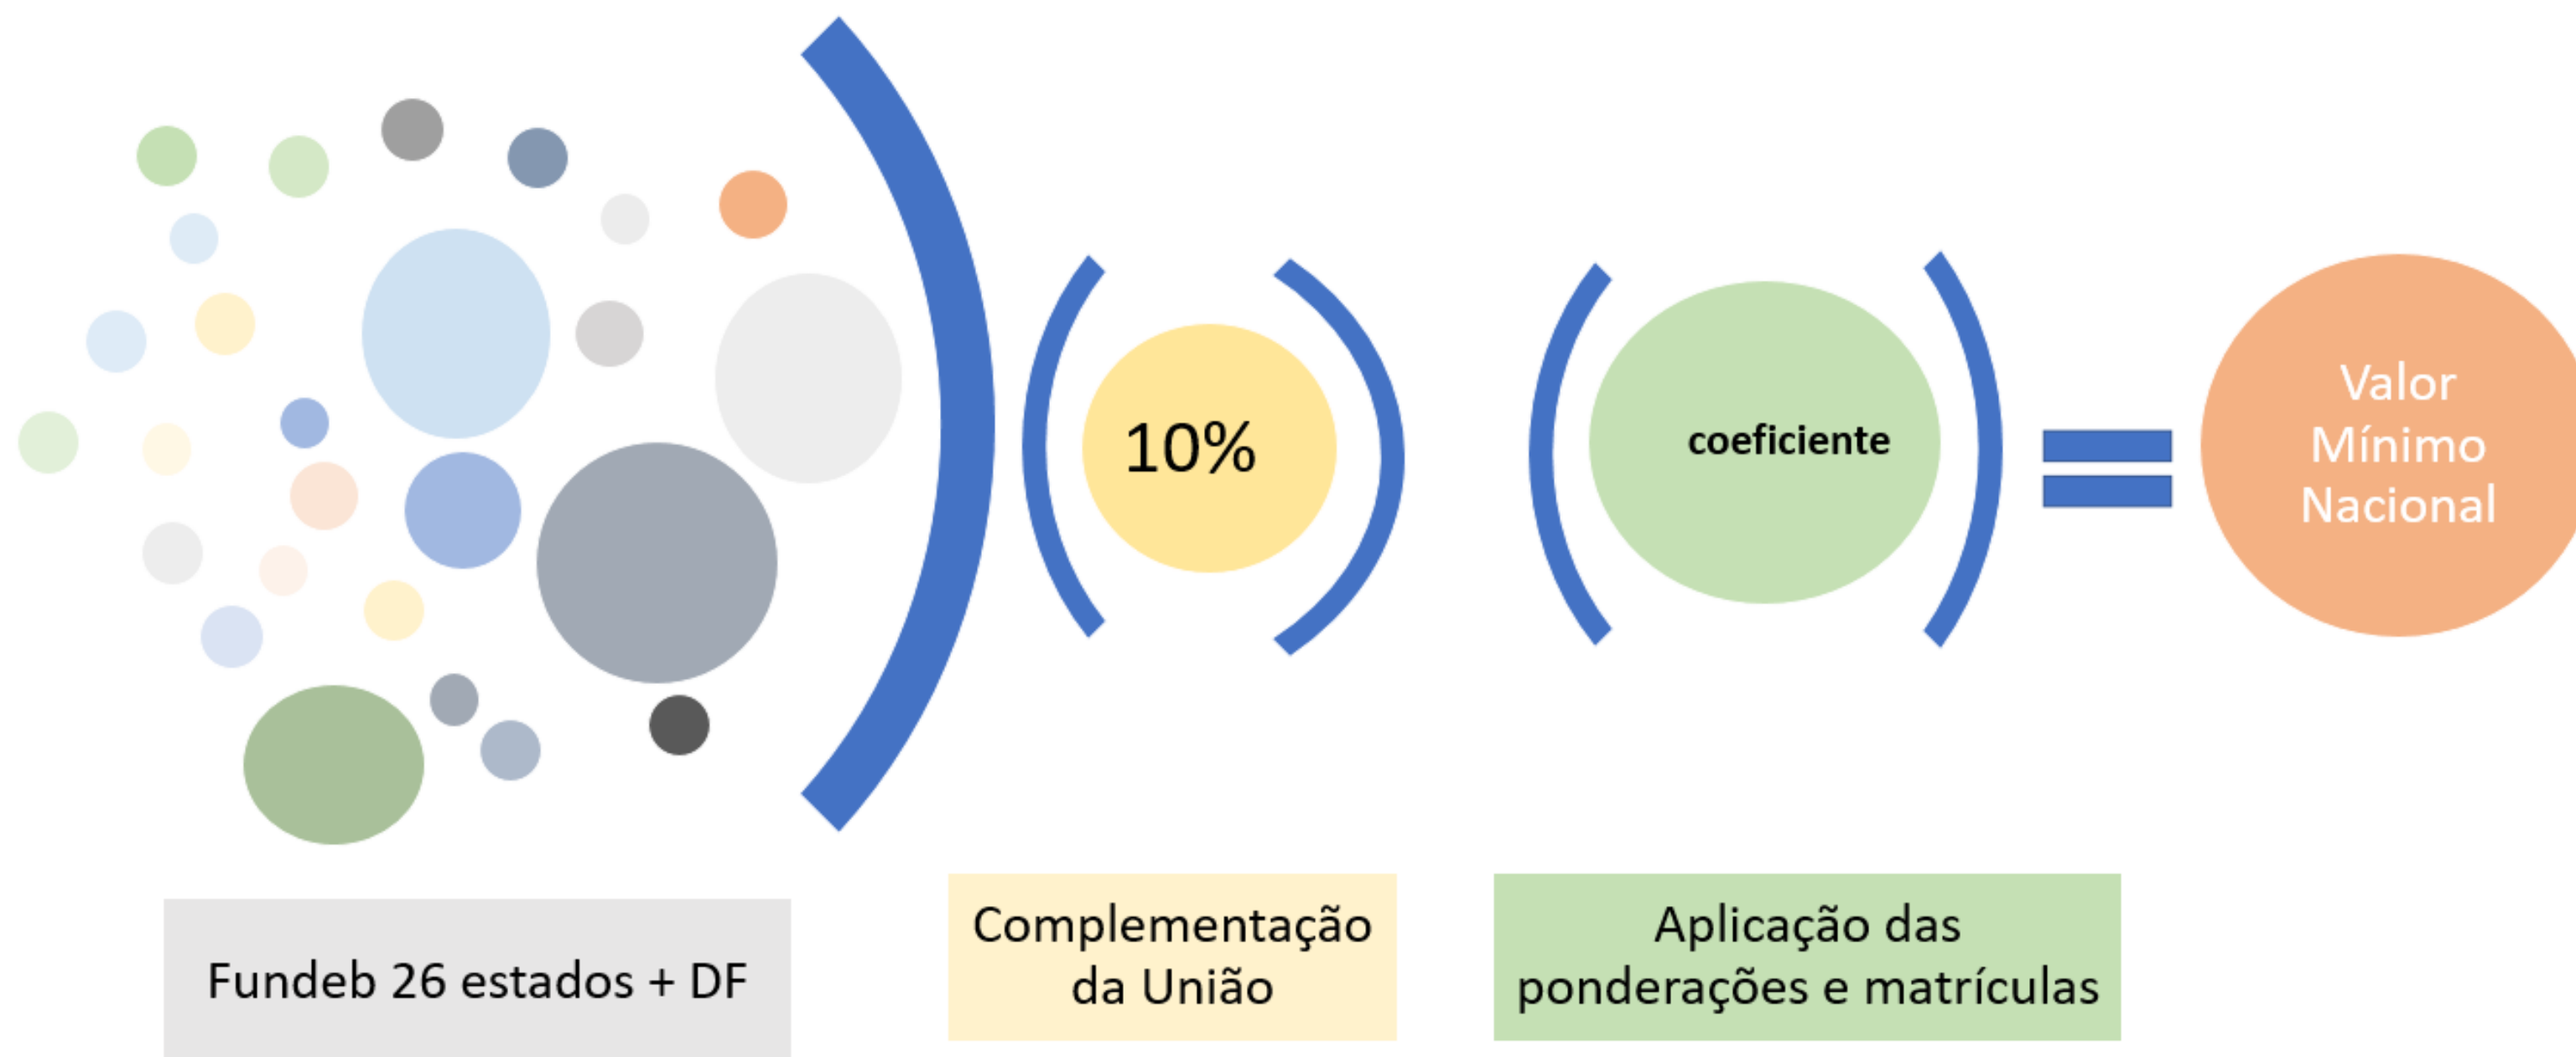 10%
coeficiente
Valor
Mínimo
Nacional
Fundeb 26 estados + DF
Complementação
da União
Aplicação das
ponderações e matrículas